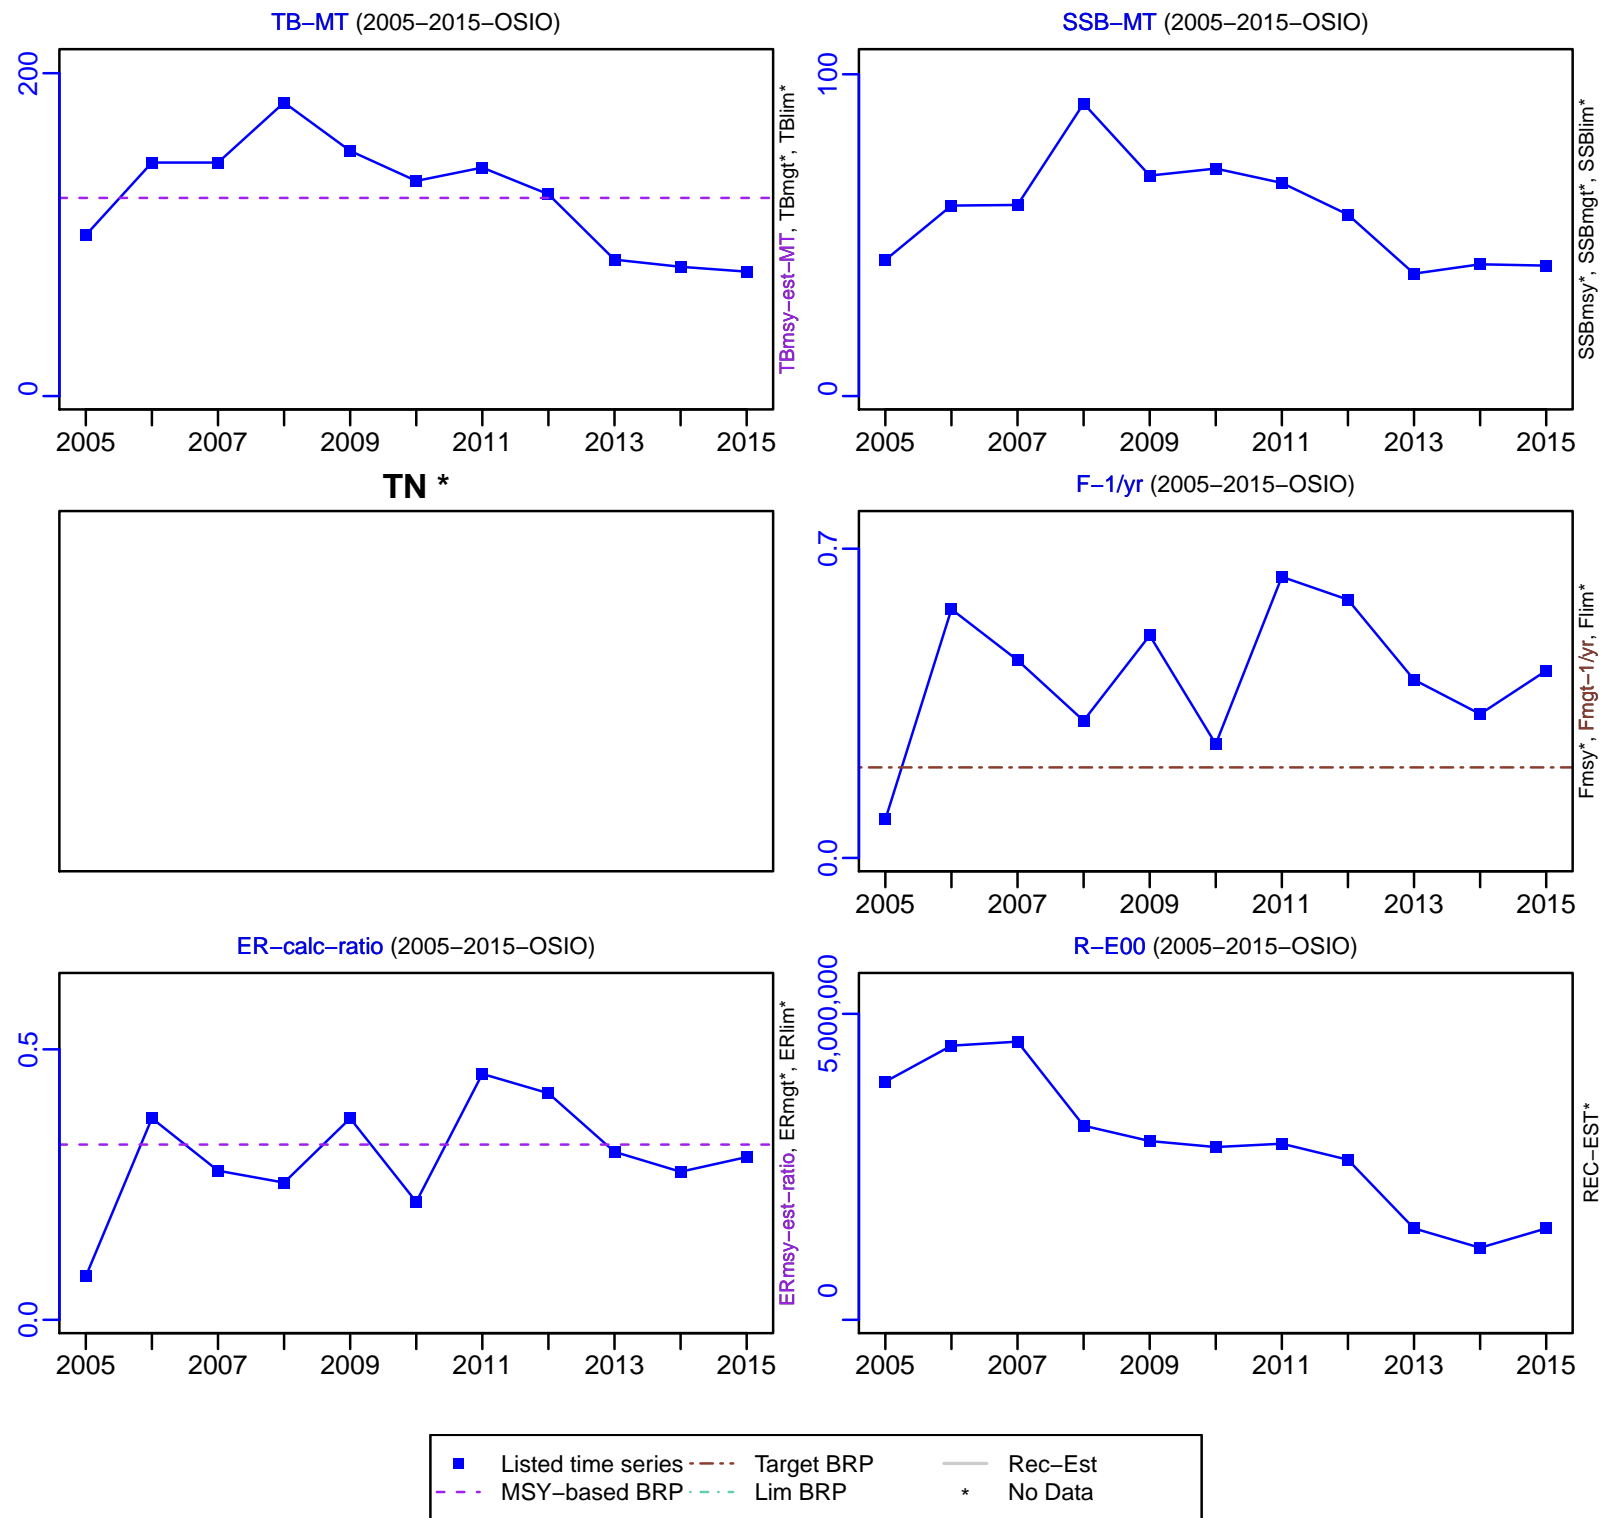 TB−MT (2005−2015−OSIO)
200
0
TBmsy−est−MT, TBmgt*, TBlim*
2005 2007 2009 2011 2013 2015
SSB−MT (2005−2015−OSIO)
100
0
SSBmsy*, SSBmgt*, SSBlim*
2005 2007 2009 2011 2013 2015
TN *
F−1/yr (2005−2015−OSIO)
0.7
0.0
Fmsy*, Fmgt−1/yr, Flim*
2005 2007 2009 2011 2013 2015
ER−calc−ratio (2005−2015−OSIO)
0.5
0.0
ERmsy−est−ratio, ERmgt*, ERlim*
2005 2007 2009 2011 2013 2015
R−E00 (2005−2015−OSIO)
5,000,000
0
REC−EST*
2005 2007 2009 2011 2013 2015
Listed time series Target BRP Rec−Est
MSY−based BRP Lim BRP * No Data